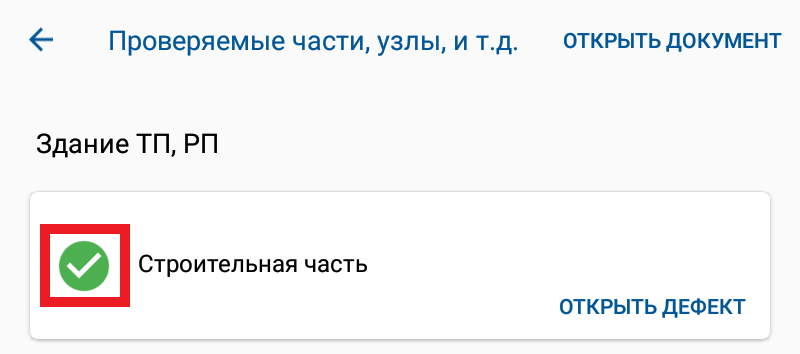 Проверяемые части, узлы, и т.д. ОТКРЫТЬ ДОКУМЕНТ
Здание ТП, РП
Строительная часть
ОТКРЫТЬ ДЕФЕКТ